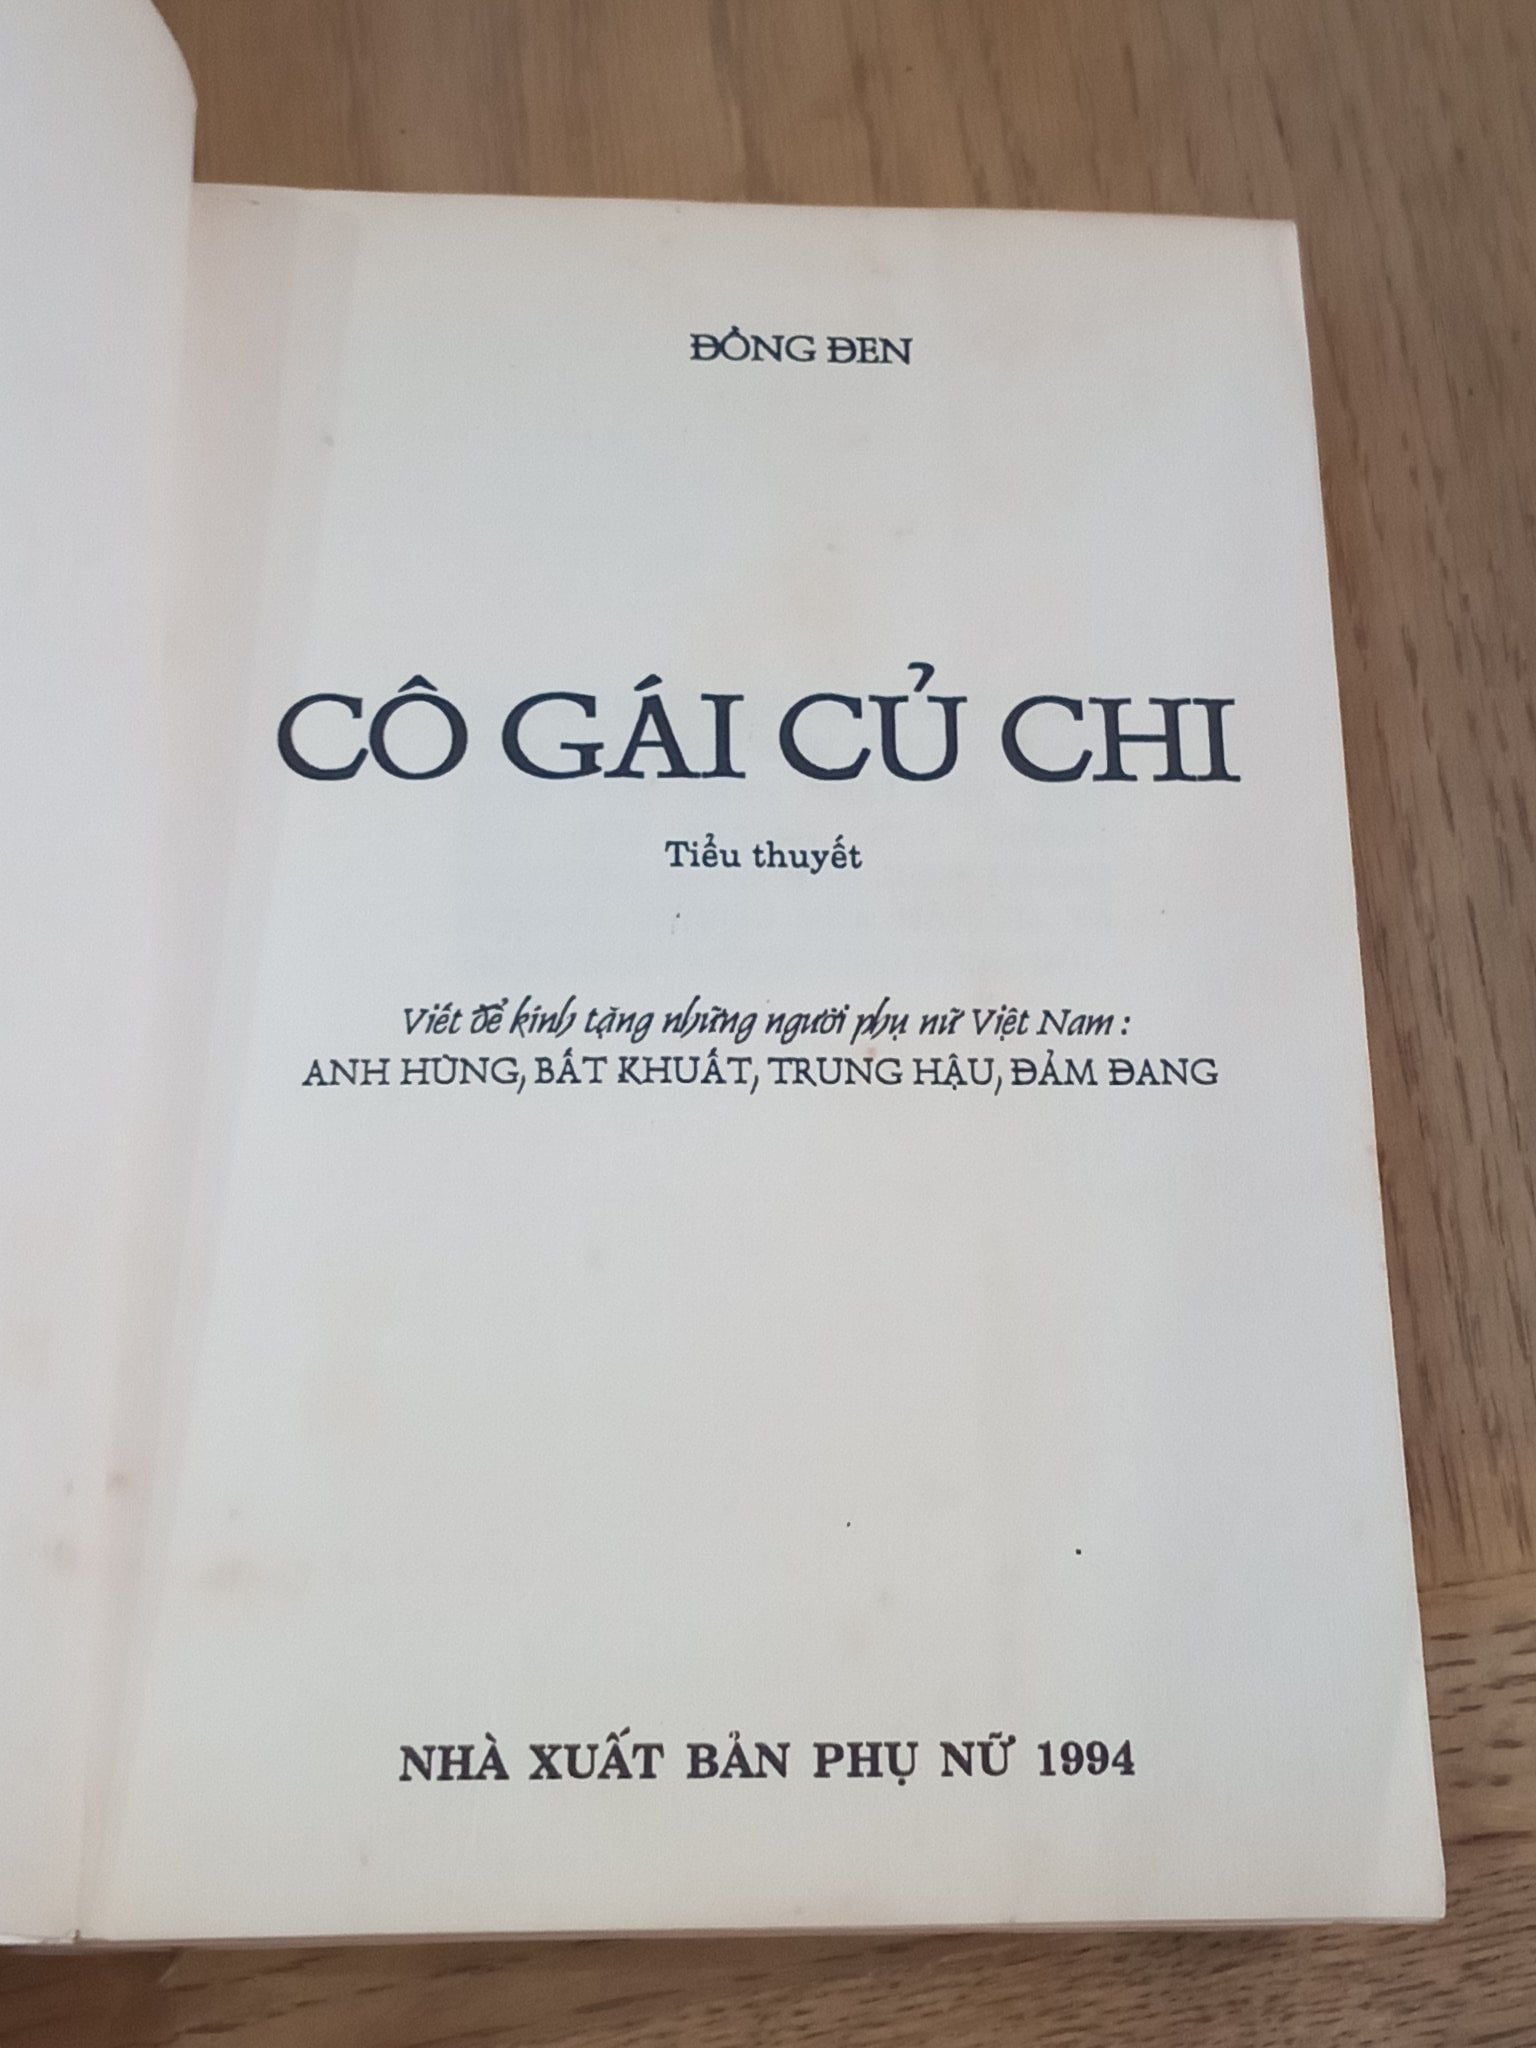 ĐỒNG ĐEN
CÔ GÁI CỦ CHI
Tiểu thuyết
Viết để kính tặng những người phụ nữ Việt Nam :
ANH HÙNG, BẤT KHUẤT, TRUNG HẬU, ĐẢM ĐANG
NHÀ XUẤT BẢN PHỤ NỮ 1994